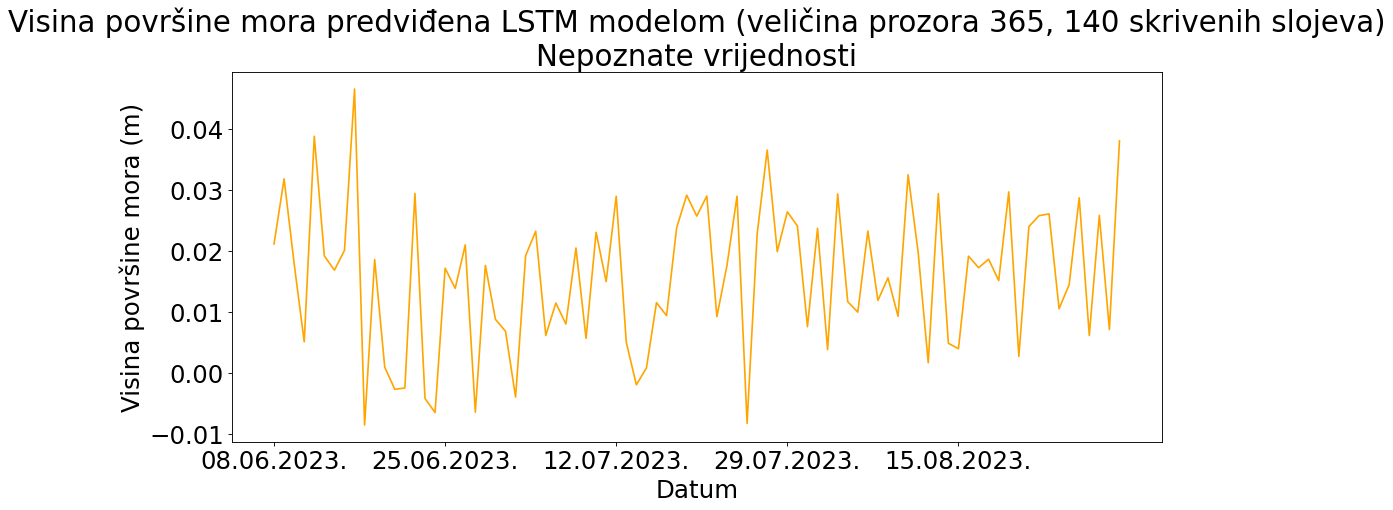 Visina površine mora predviđena LSTM modelom (veličina prozora 365, 140 skrivenih slojeva)
Nepoznate vrijednosti
Visina površine mora (m)
0.04
0.03
0.02
0.01
0.00
−0.01
08.06.2023.
25.06.2023.
12.07.2023.
29.07.2023.
15.08.2023.
Datum